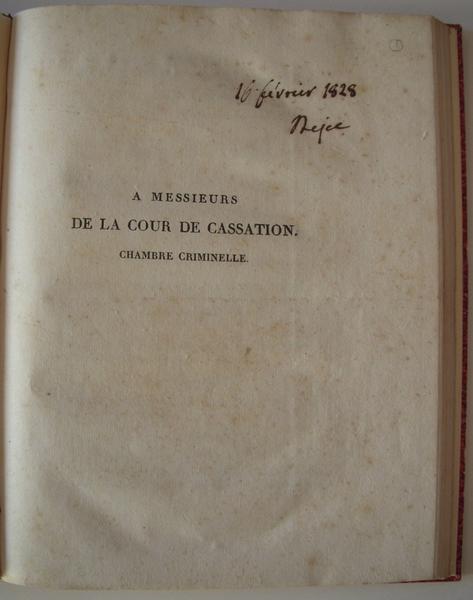 16 février 1828
Rejet
A MESSIEURS
DE LA COUR DE CASSATION.
CHAMBRE CRIMINELLE.